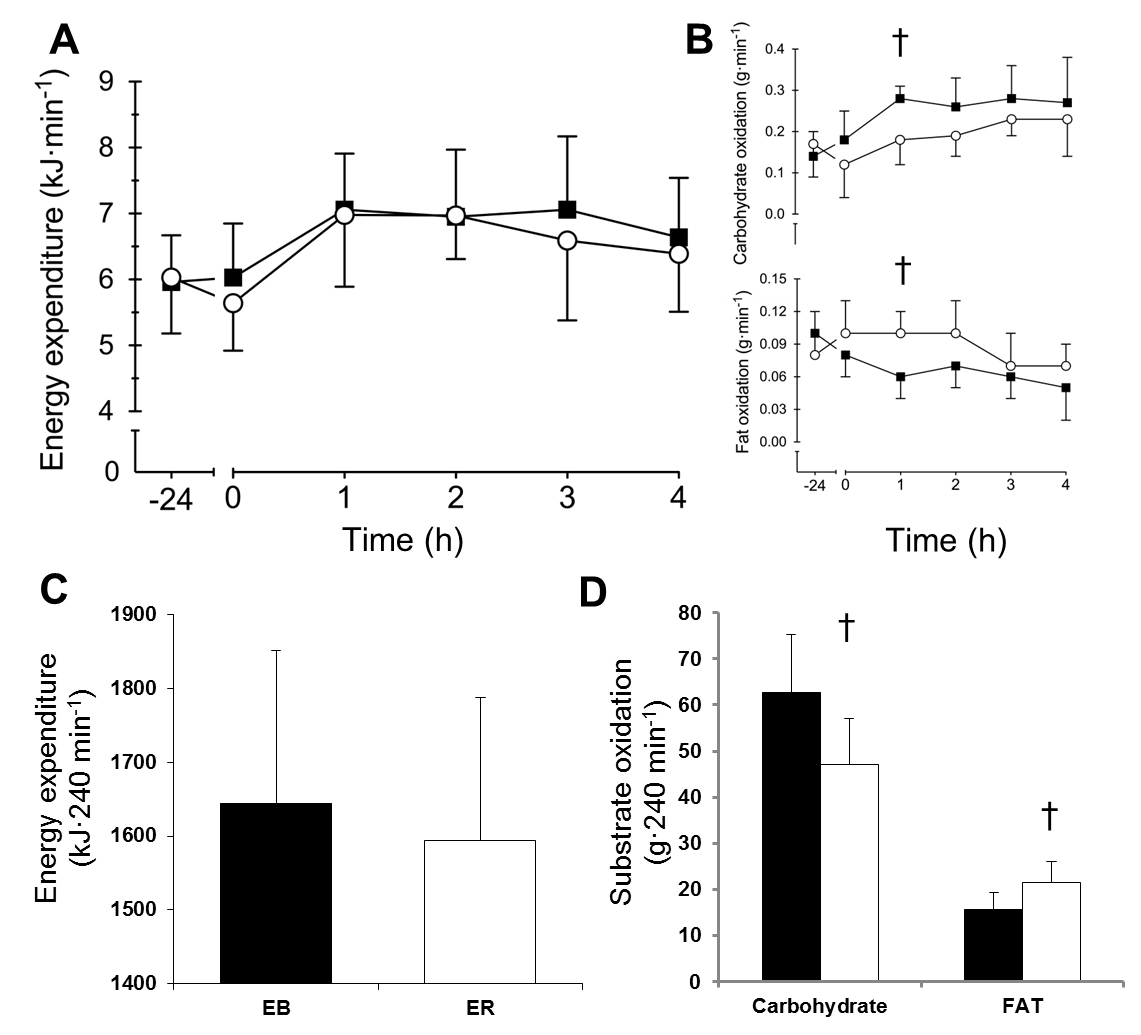 A
Energy expenditure (kJ·min⁻¹)
9
8
7
6
5
4
0
-24 0 1 2 3 4
Time (h)
B
†
Carbohydrate oxidation (g·min⁻¹)
0.4
0.3
0.2
0.1
0.0
†
Fat oxidation (g·min⁻¹)
0.15
0.12
0.09
0.06
0.03
0.00
-24 0 1 2 3 4
Time (h)
C
Energy expenditure
(kJ·240 min⁻¹)
1900
1800
1700
1600
1500
1400
EB ER
D
Substrate oxidation
(g·240 min⁻¹)
80
70
60
50
40
30
20
10
0
†
†
Carbohydrate FAT